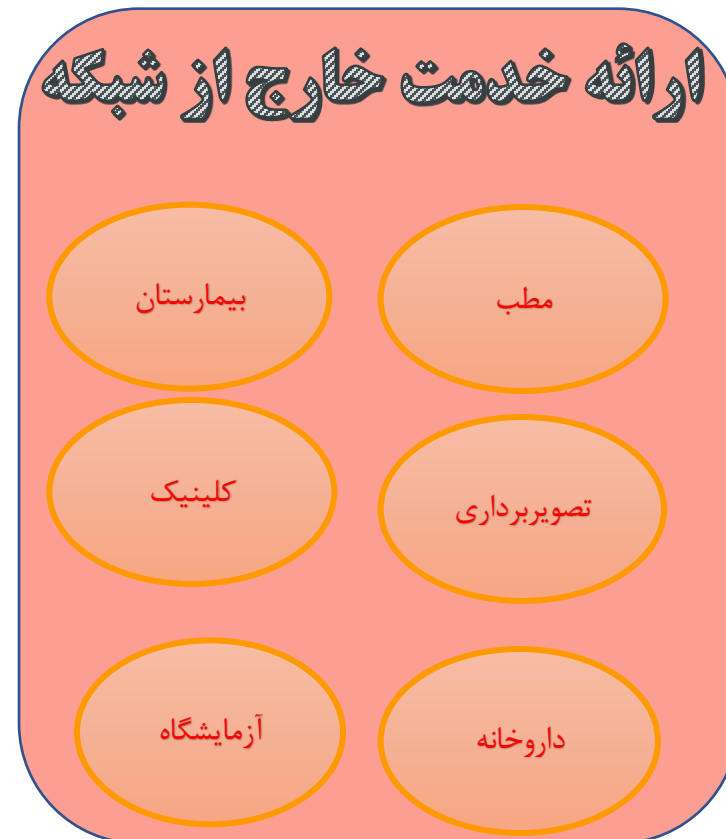 ارائه خدمت خارج از شبکه
مطب
بیمارستان
تصویربرداری
کلینیک
داروخانه
آزمایشگاه